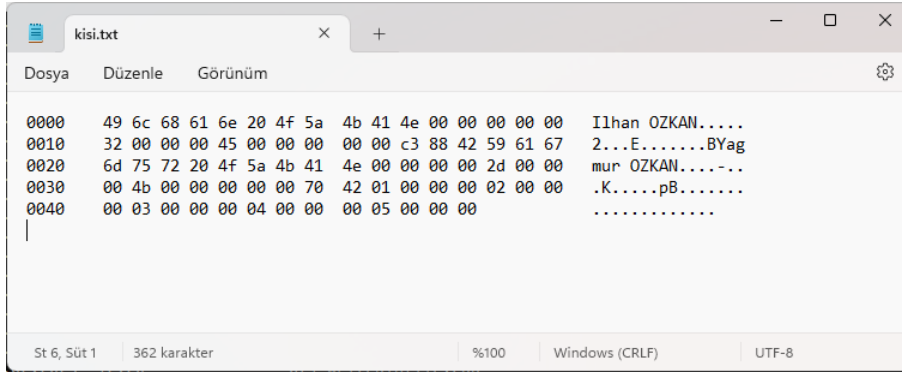 kisi.txt
Dosya Düzenle Görünüm
0000 49 6c 68 61 6e 20 4f 5a 4b 41 4e 00 00 00 00 00 Ilhan OZKAN.....
0010 32 00 00 00 45 00 00 00 00 00 c3 88 42 59 61 67 2...E.......BYag
0020 6d 75 72 20 4f 5a 4b 41 4e 00 00 00 00 2d 00 00 mur OZKAN....-..
0030 00 4b 00 00 00 00 00 70 42 01 00 00 00 02 00 00 .K.....pB.......
0040 00 03 00 00 00 04 00 00 00 05 00 00 00 .............
St 6, Süt 1 362 karakter %100 Windows (CRLF) UTF-8